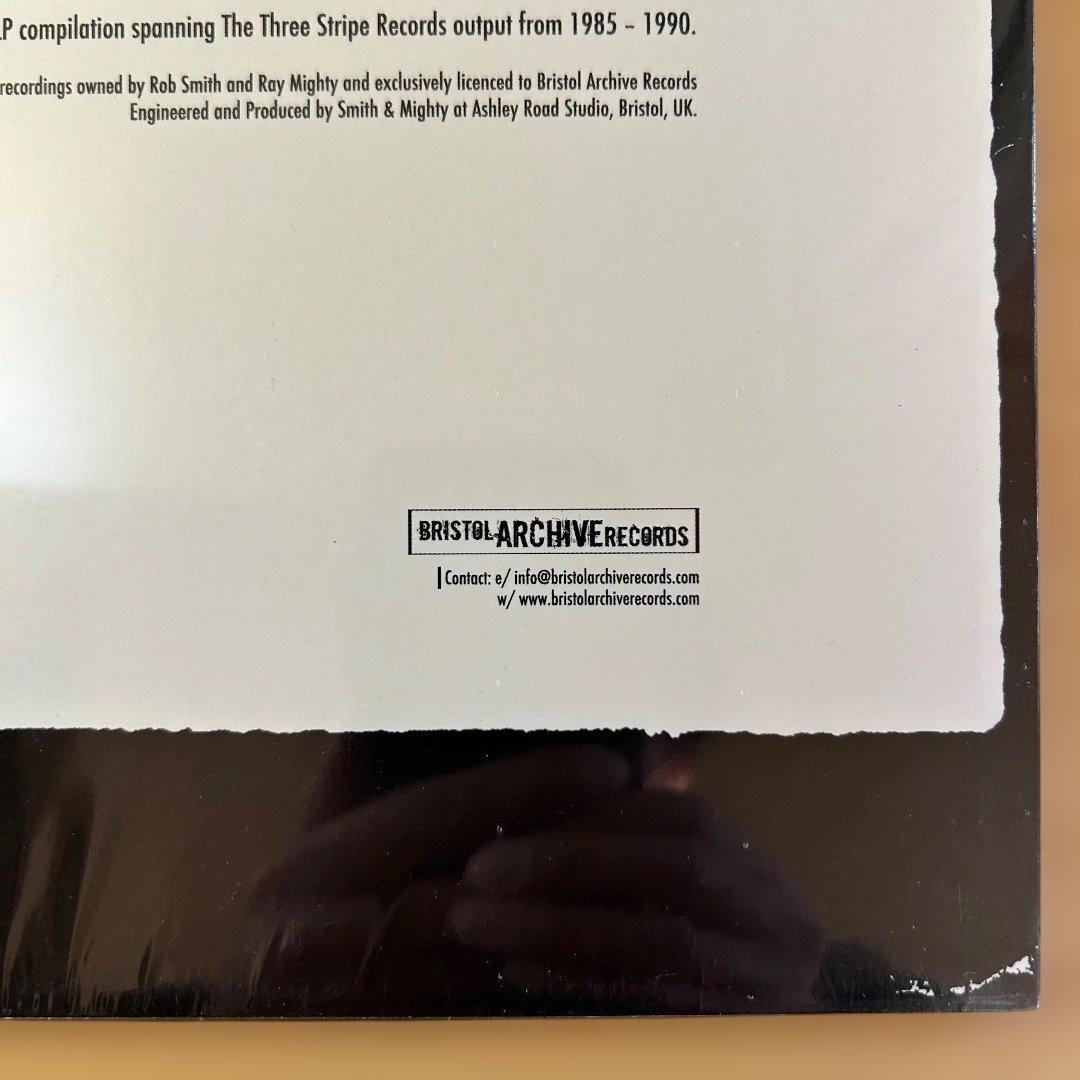 LP compilation spanning The Three Stripe Records output from 1985 – 1990.
recordings owned by Rob Smith and Ray Mighty and exclusively licenced to Bristol Archive Records
Engineered and Produced by Smith & Mighty at Ashley Road Studio, Bristol, UK.
BRISTOL ARCHIVE RECORDS
Contact: e/ info@bristolarchiverecords.com
w/ www.bristolarchiverecords.com